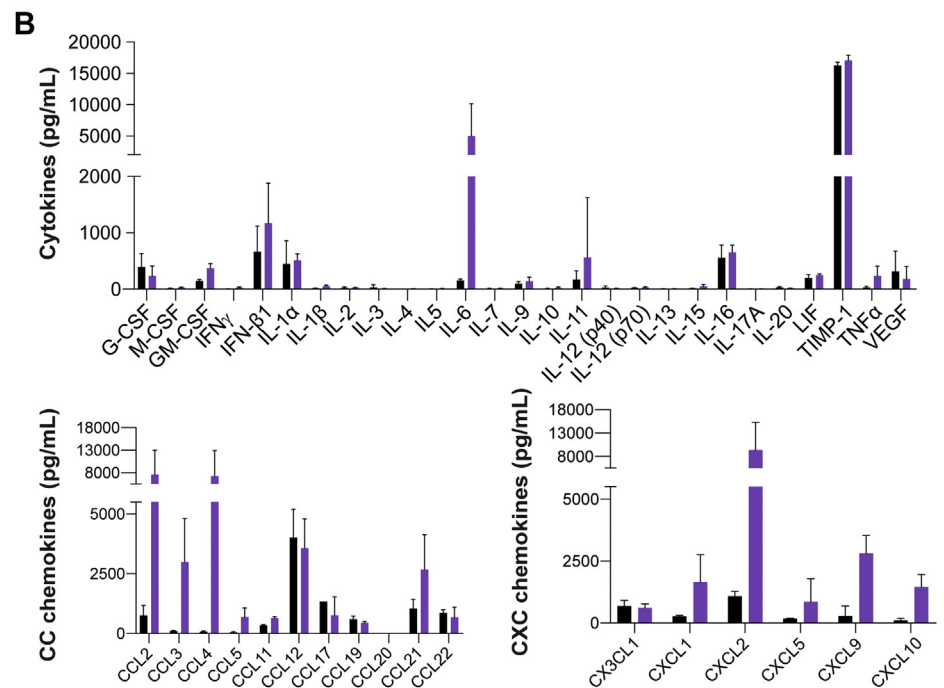 B
Cytokines (pg/mL)
20000
15000
10000
5000
2000
1000
0
G-CSF
M-CSF
GM-CSF
IFNγ
IFN-β1
IL-1α
IL-1β
IL-2
IL-3
IL-4
IL5
IL-6
IL-7
IL-9
IL-10
IL-11
IL-12 (p40)
IL-12 (p70)
IL-13
IL-15
IL-16
IL-17A
IL-20
LIF
TIMP-1
TNFα
VEGF
CC chemokines (pg/mL)
18000
13000
8000
5000
2500
0
CCL2
CCL3
CCL4
CCL5
CCL11
CCL12
CCL17
CCL19
CCL20
CCL21
CCL22
CXC chemokines (pg/mL)
18000
13000
8000
5000
2500
0
CX3CL1
CXCL1
CXCL2
CXCL5
CXCL9
CXCL10